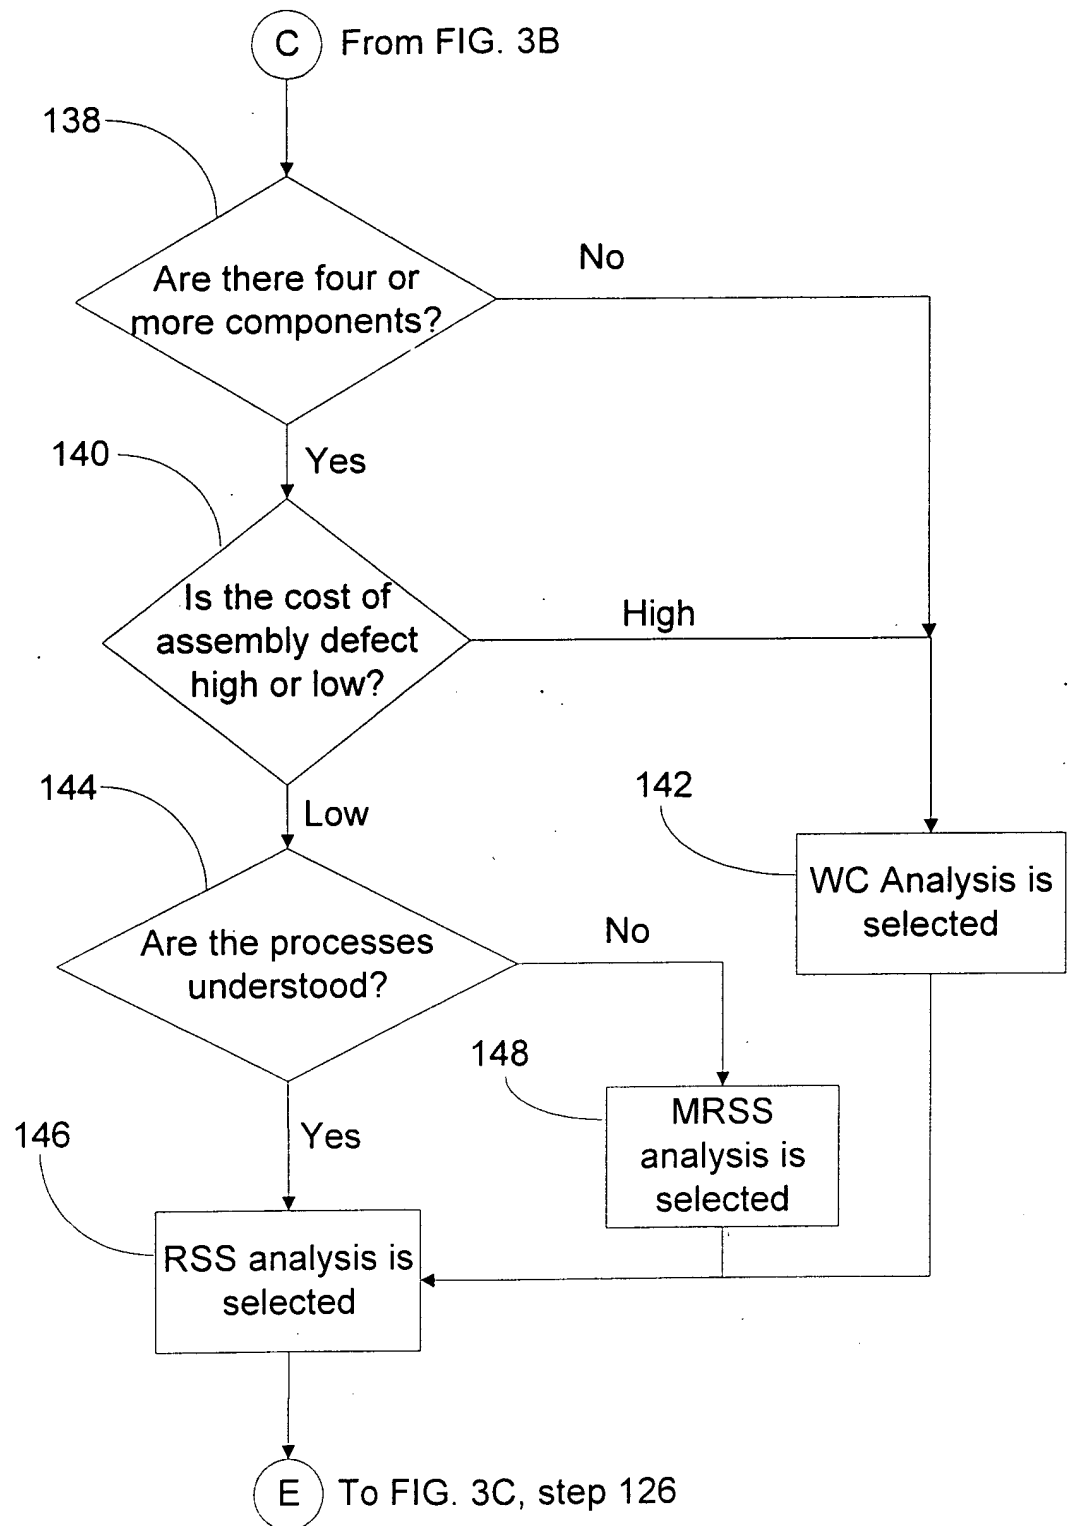 C From FIG. 3B
138
Are there four or
more components?
No
140
Yes
Is the cost of
assembly defect
high or low?
High
144
Low
142
WC Analysis is
selected
Are the processes
understood?
No
148
MRSS
analysis is
selected
146
Yes
RSS analysis is
selected
E To FIG. 3C, step 126